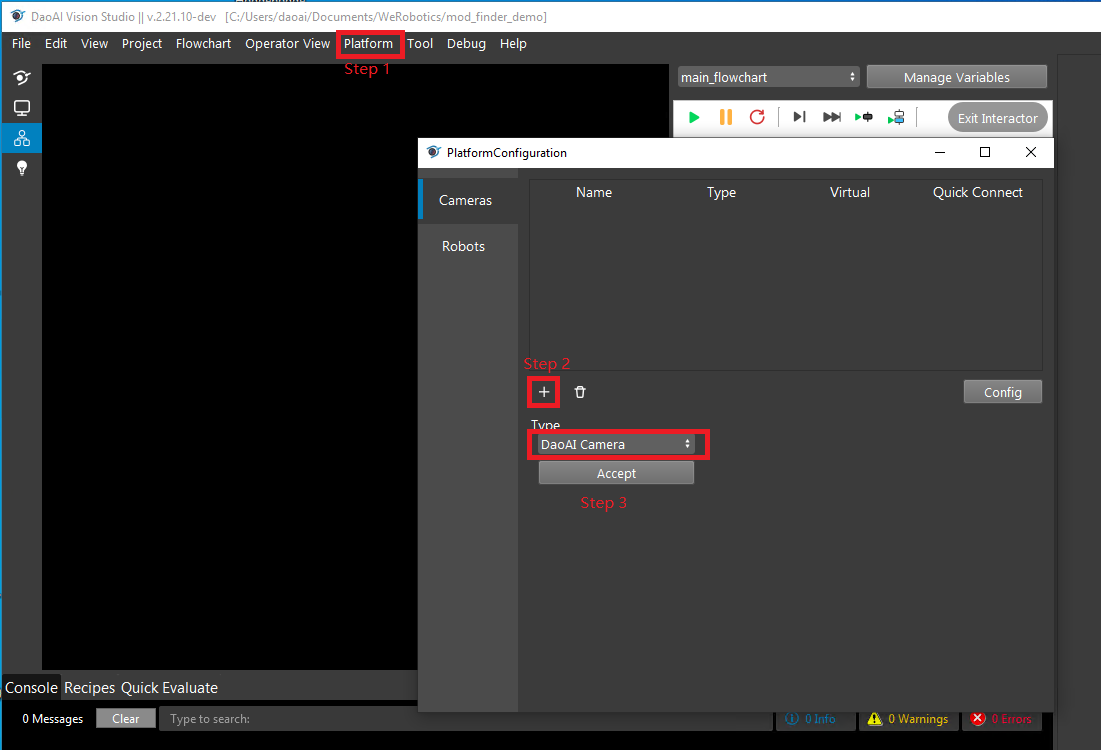 DaoAI Vision Studio || v.2.21.10-dev [C:/Users/daoai/Documents/WeRobotics/mod_finder_demo]
File Edit View Project Flowchart Operator View Platform Tool Debug Help
Step 1
main_flowchart Manage Variables
Exit Interactor
PlatformConfiguration
Cameras
Robots
Name Type Virtual Quick Connect
Step 2
+ Config
Type
DaoAI Camera
Accept
Step 3
Console Recipes Quick Evaluate
0 Messages Clear Type to search: 0 Info 0 Warnings 0 Errors